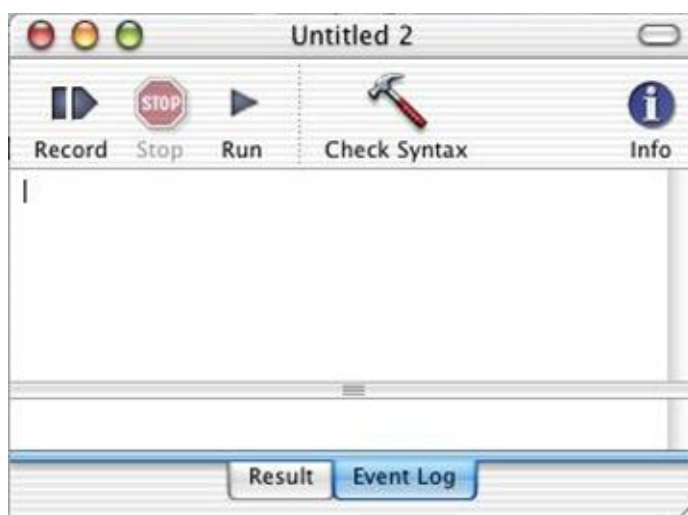 Untitled 2
STOP
Record Stop Run Check Syntax Info
Result Event Log